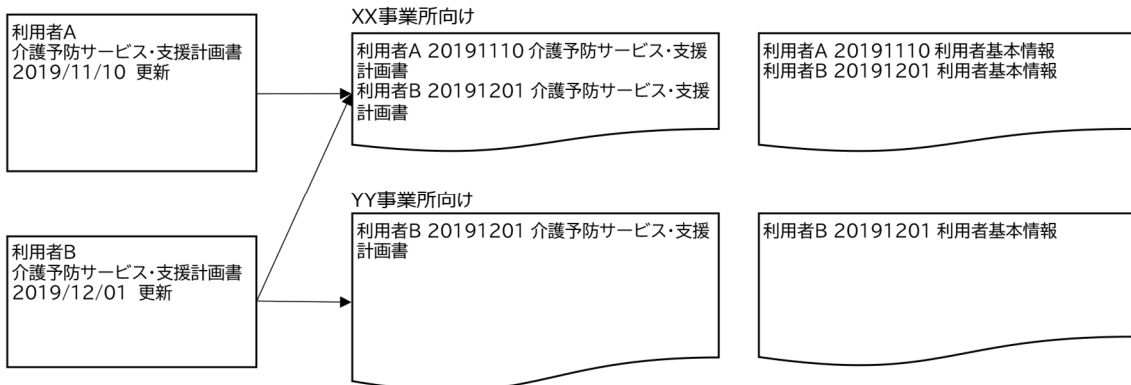 利用者A
介護予防サービス・支援計画書
2019/11/10 更新
XX事業所向け
利用者A 20191110 介護予防サービス・支援
計画書
利用者B 20191201 介護予防サービス・支援
計画書
利用者A 20191110 利用者基本情報
利用者B 20191201 利用者基本情報
利用者B
介護予防サービス・支援計画書
2019/12/01 更新
YY事業所向け
利用者B 20191201 介護予防サービス・支援
計画書
利用者B 20191201 利用者基本情報